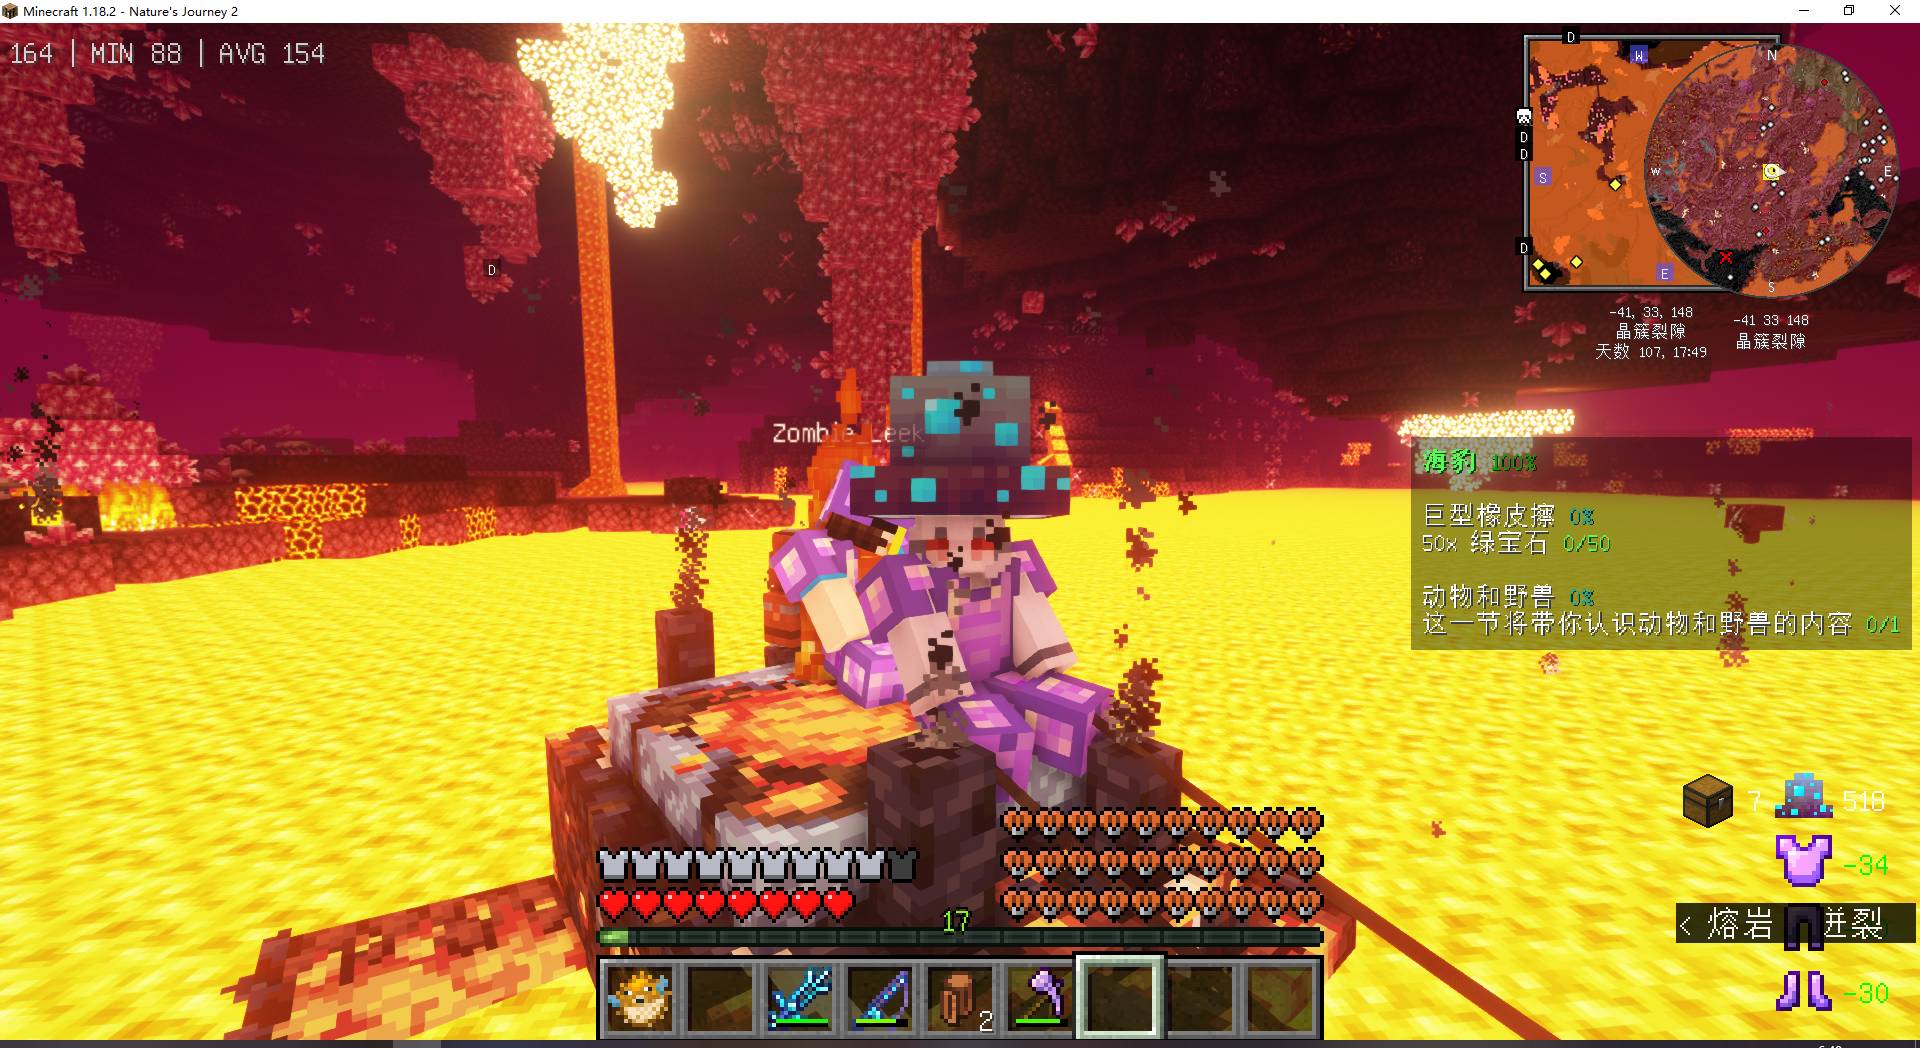 Minecraft 1.18.2 - Nature's Journey 2
164 | MIN 88 | AVG 154
D
W
N
D
D
S
W
E
D
E
S
D
-41, 33, 148
晶簇裂隙
天数 107, 17:49
-41 33 148
晶簇裂隙
Zombie_Leek
海豹 100%
巨型橡皮擦 0%
50x 绿宝石 0/50
动物和野兽 0%
这一节将带你认识动物和野兽的内容 0/1
7
518
-34
< 熔岩 迸裂
-30
17
2